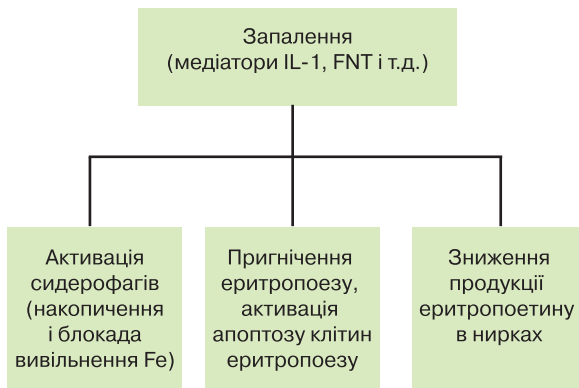 Запалення
(медіатори IL-1, FNT і т.д.)
Активація
сидерофагів
(накопичення
і блокада
вивільнення Fe)
Пригнічення
еритропоезу,
активація
апоптозу клітин
еритропоезу
Зниження
продукції
еритропоетину
в нирках